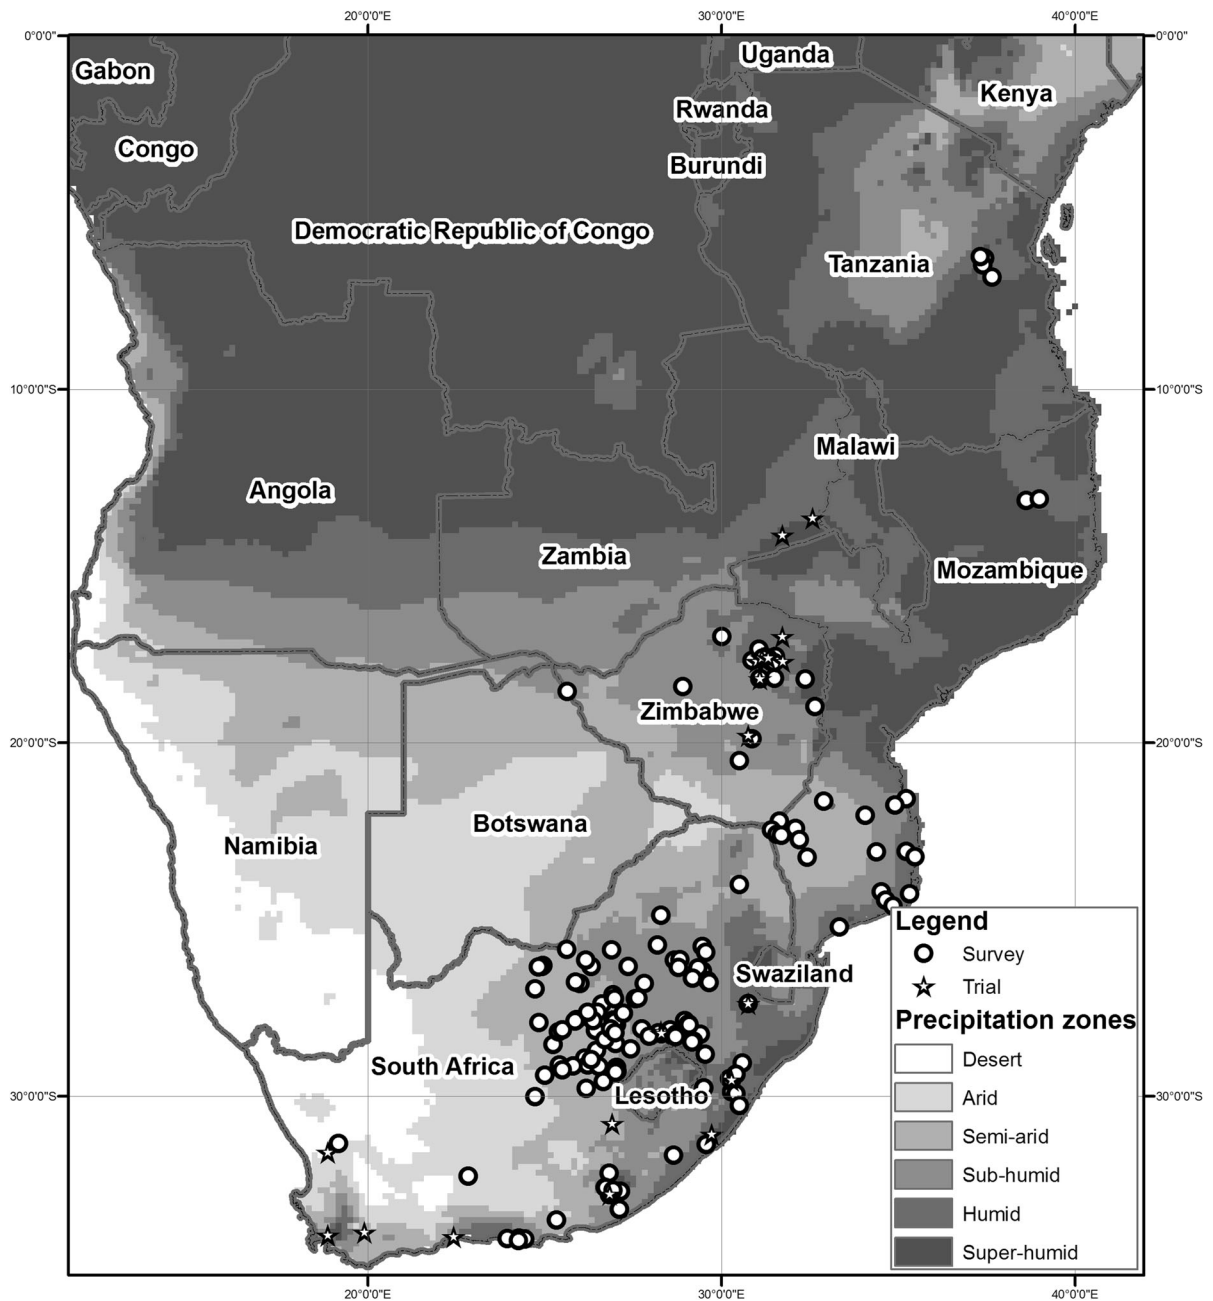 20°0'0"E 30°0'0"E 40°0'0"E
0°0'0" 0°0'0"
Uganda
Gabon
Kenya
Rwanda
Congo
Burundi
Democratic Republic of Congo
Tanzania
10°0'0"S 10°0'0"S
Malawi
Angola
Zambia
Mozambique
Zimbabwe
20°0'0"S 20°0'0"S
Botswana
Namibia
Legend
Survey
Swaziland
Trial
Precipitation zones
Desert
South Africa
Lesotho
30°0'0"S 30°0'0"S
Arid
Semi-arid
Sub-humid
Humid
Super-humid
20°0'0"E 30°0'0"E 40°0'0"E